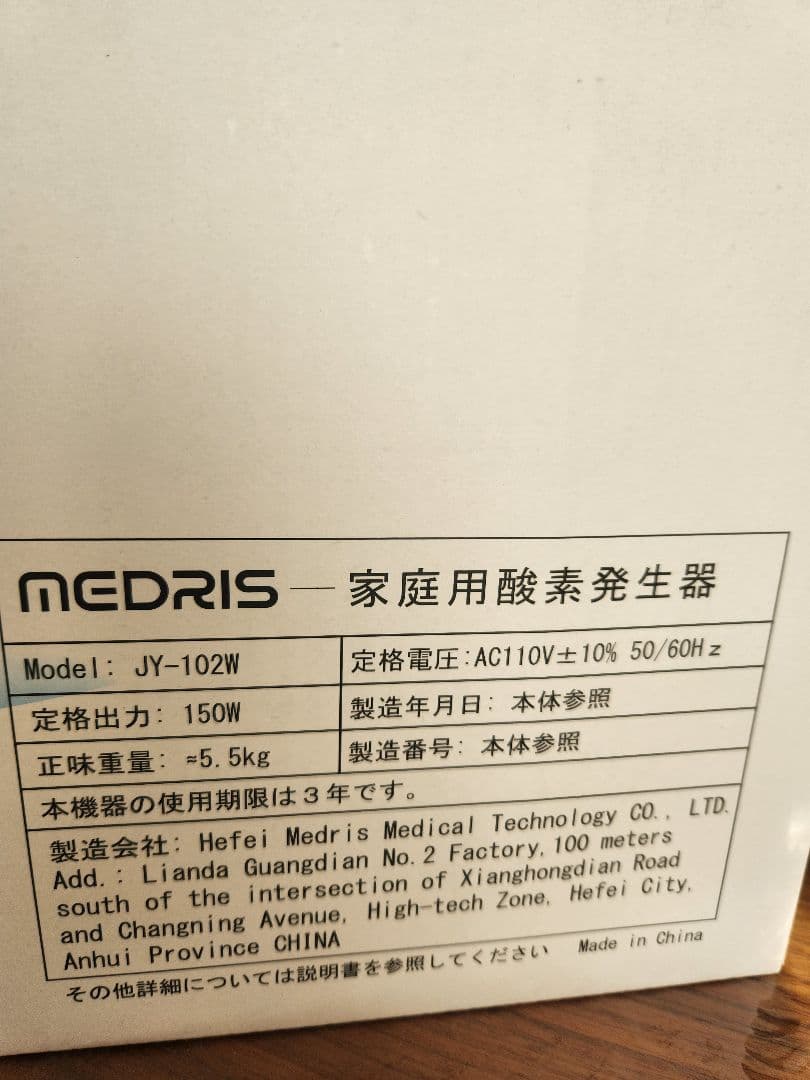 MEDRIS — 家庭用酸素発生器
Model: JY-102W
定格電圧:AC110V±10% 50/60Hz
定格出力: 150W
製造年月日: 本体参照
正味重量: ≈5.5kg
製造番号: 本体参照
本機器の使用期限は3年です。
製造会社: Hefei Medris Medical Technology CO., LTD.
Add.: Lianda Guangdian No.2 Factory,100 meters
south of the intersection of Xianghongdian Road
and Changning Avenue, High-tech Zone, Hefei City,
Anhui Province CHINA
その他詳細については説明書を参照してください Made in China